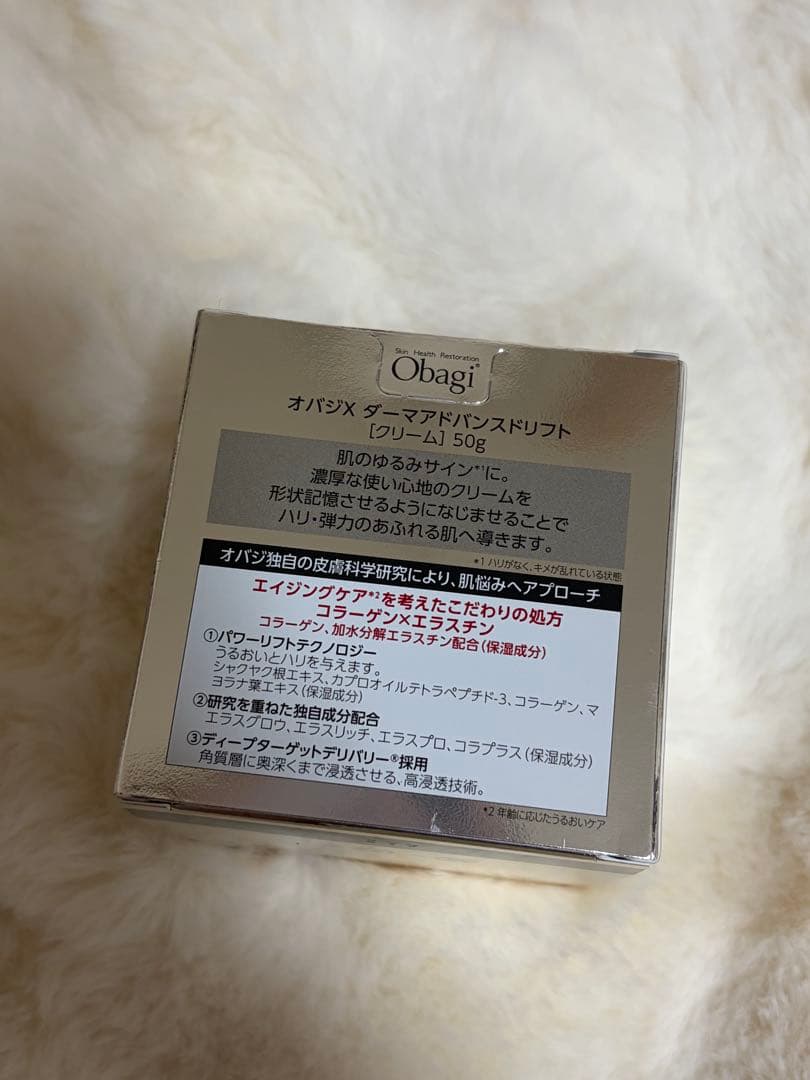 Skin Health Restoration
Obagi®
オバジX ダーマアドバンスドリフト
[クリーム] 50g
肌のゆるみサイン*1に。
濃厚な使い心地のクリームを
形状記憶させるようになじませることで
ハリ・弾力のあふれる肌へ導きます。
*1 ハリがなく、キメが乱れている状態
オバジ独自の皮膚科学研究により、肌悩みへアプローチ
エイジングケア*2を考えたこだわりの処方
コラーゲン×エラスチン
コラーゲン、加水分解エラスチン配合(保湿成分)
①パワーリフトテクノロジー
うるおいとハリを与えます。
シャクヤク根エキス、カプロオイルテトラペプチド-3、コラーゲン、マ
ヨラナ葉エキス(保湿成分)
②研究を重ねた独自成分配合
エラスグロウ、エラスリッチ、エラスプロ、コラプラス(保湿成分)
③ディープターゲットデリバリー®採用
角質層に奥深くまで浸透させる、高浸透技術。
*2 年齢に応じたうるおいケア